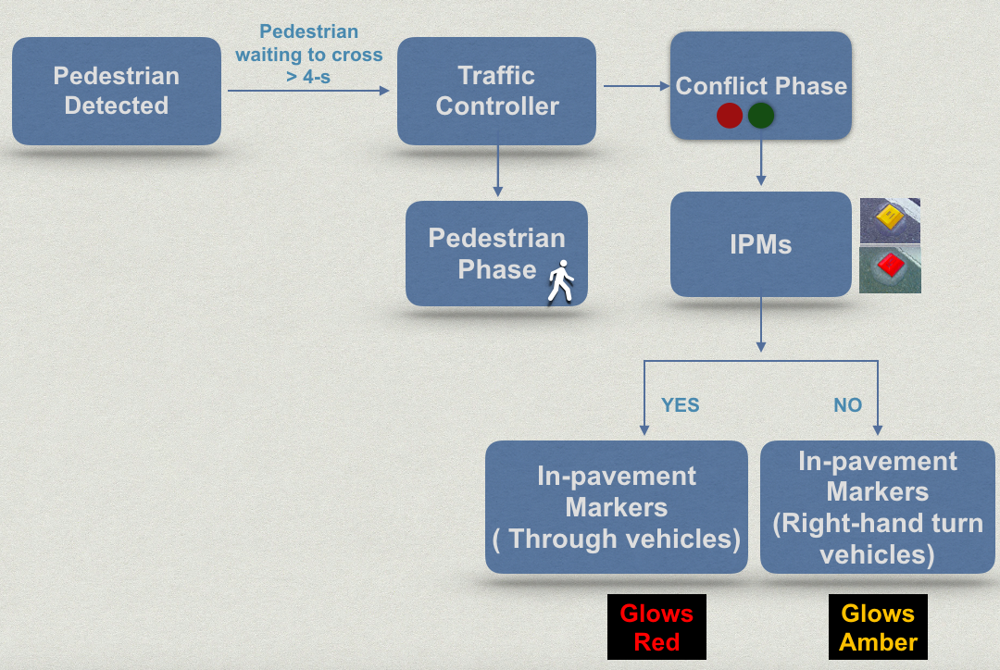 Pedestrian
Detected
Pedestrian
waiting to cross
> 4-s
Traffic
Controller
Conflict Phase
Pedestrian
Phase
IPMs
YES
NO
In-pavement
Markers
( Through vehicles)
In-pavement
Markers
(Right-hand turn
vehicles)
Glows
Red
Glows
Amber